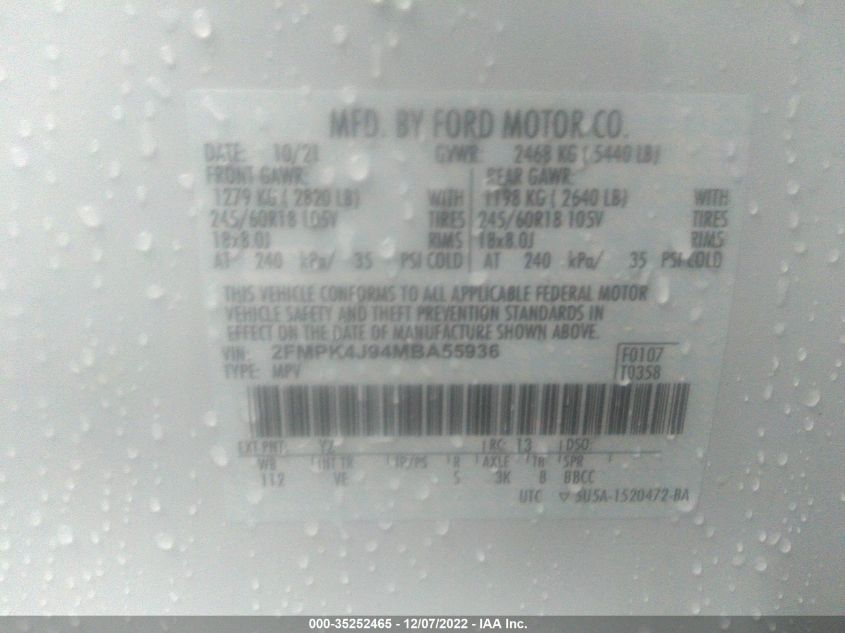 MFD. BY FORD MOTOR CO.
DATE: 10/21 GVWR: 2468 KG ( 5440 LB)
FRONT GAWR: REAR GAWR:
1279 KG ( 2820 LB) WITH 1198 KG ( 2640 LB) WITH
245/60R18 105V TIRES 245/60R18 105V TIRES
18x8.0J RIMS 18x8.0J RIMS
AT 240 kPa/ 35 PSI COLD AT 240 kPa/ 35 PSI COLD
THIS VEHICLE CONFORMS TO ALL APPLICABLE FEDERAL MOTOR
VEHICLE SAFETY AND THEFT PREVENTION STANDARDS IN
EFFECT ON THE DATE OF MANUFACTURE SHOWN ABOVE.
VIN: 2FMPK4J94MBA55936 F0107
TYPE: MPV T0358
EXT PNT: YZ RC: 13 DSO:
WB INT TR TP/PS R AXLE TR SPR
112 VE 5 3K 8 BBCC
UTC ▽ 5U5A-1520472-BA
000-35252465 - 12/07/2022 - IAA Inc.